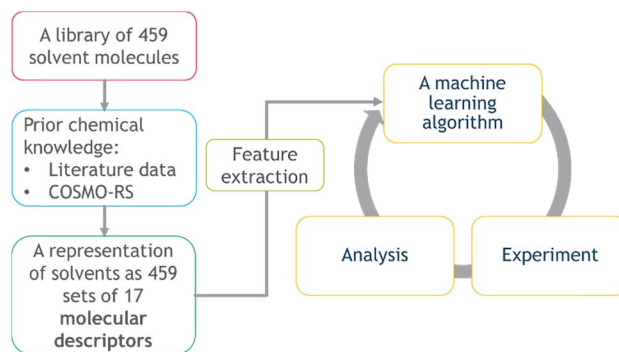 A library of 459
solvent molecules
Prior chemical
knowledge:
• Literature data
• COSMO-RS
A representation
of solvents as 459
sets of 17
molecular
descriptors
Feature
extraction
A machine
learning
algorithm
Analysis
Experiment